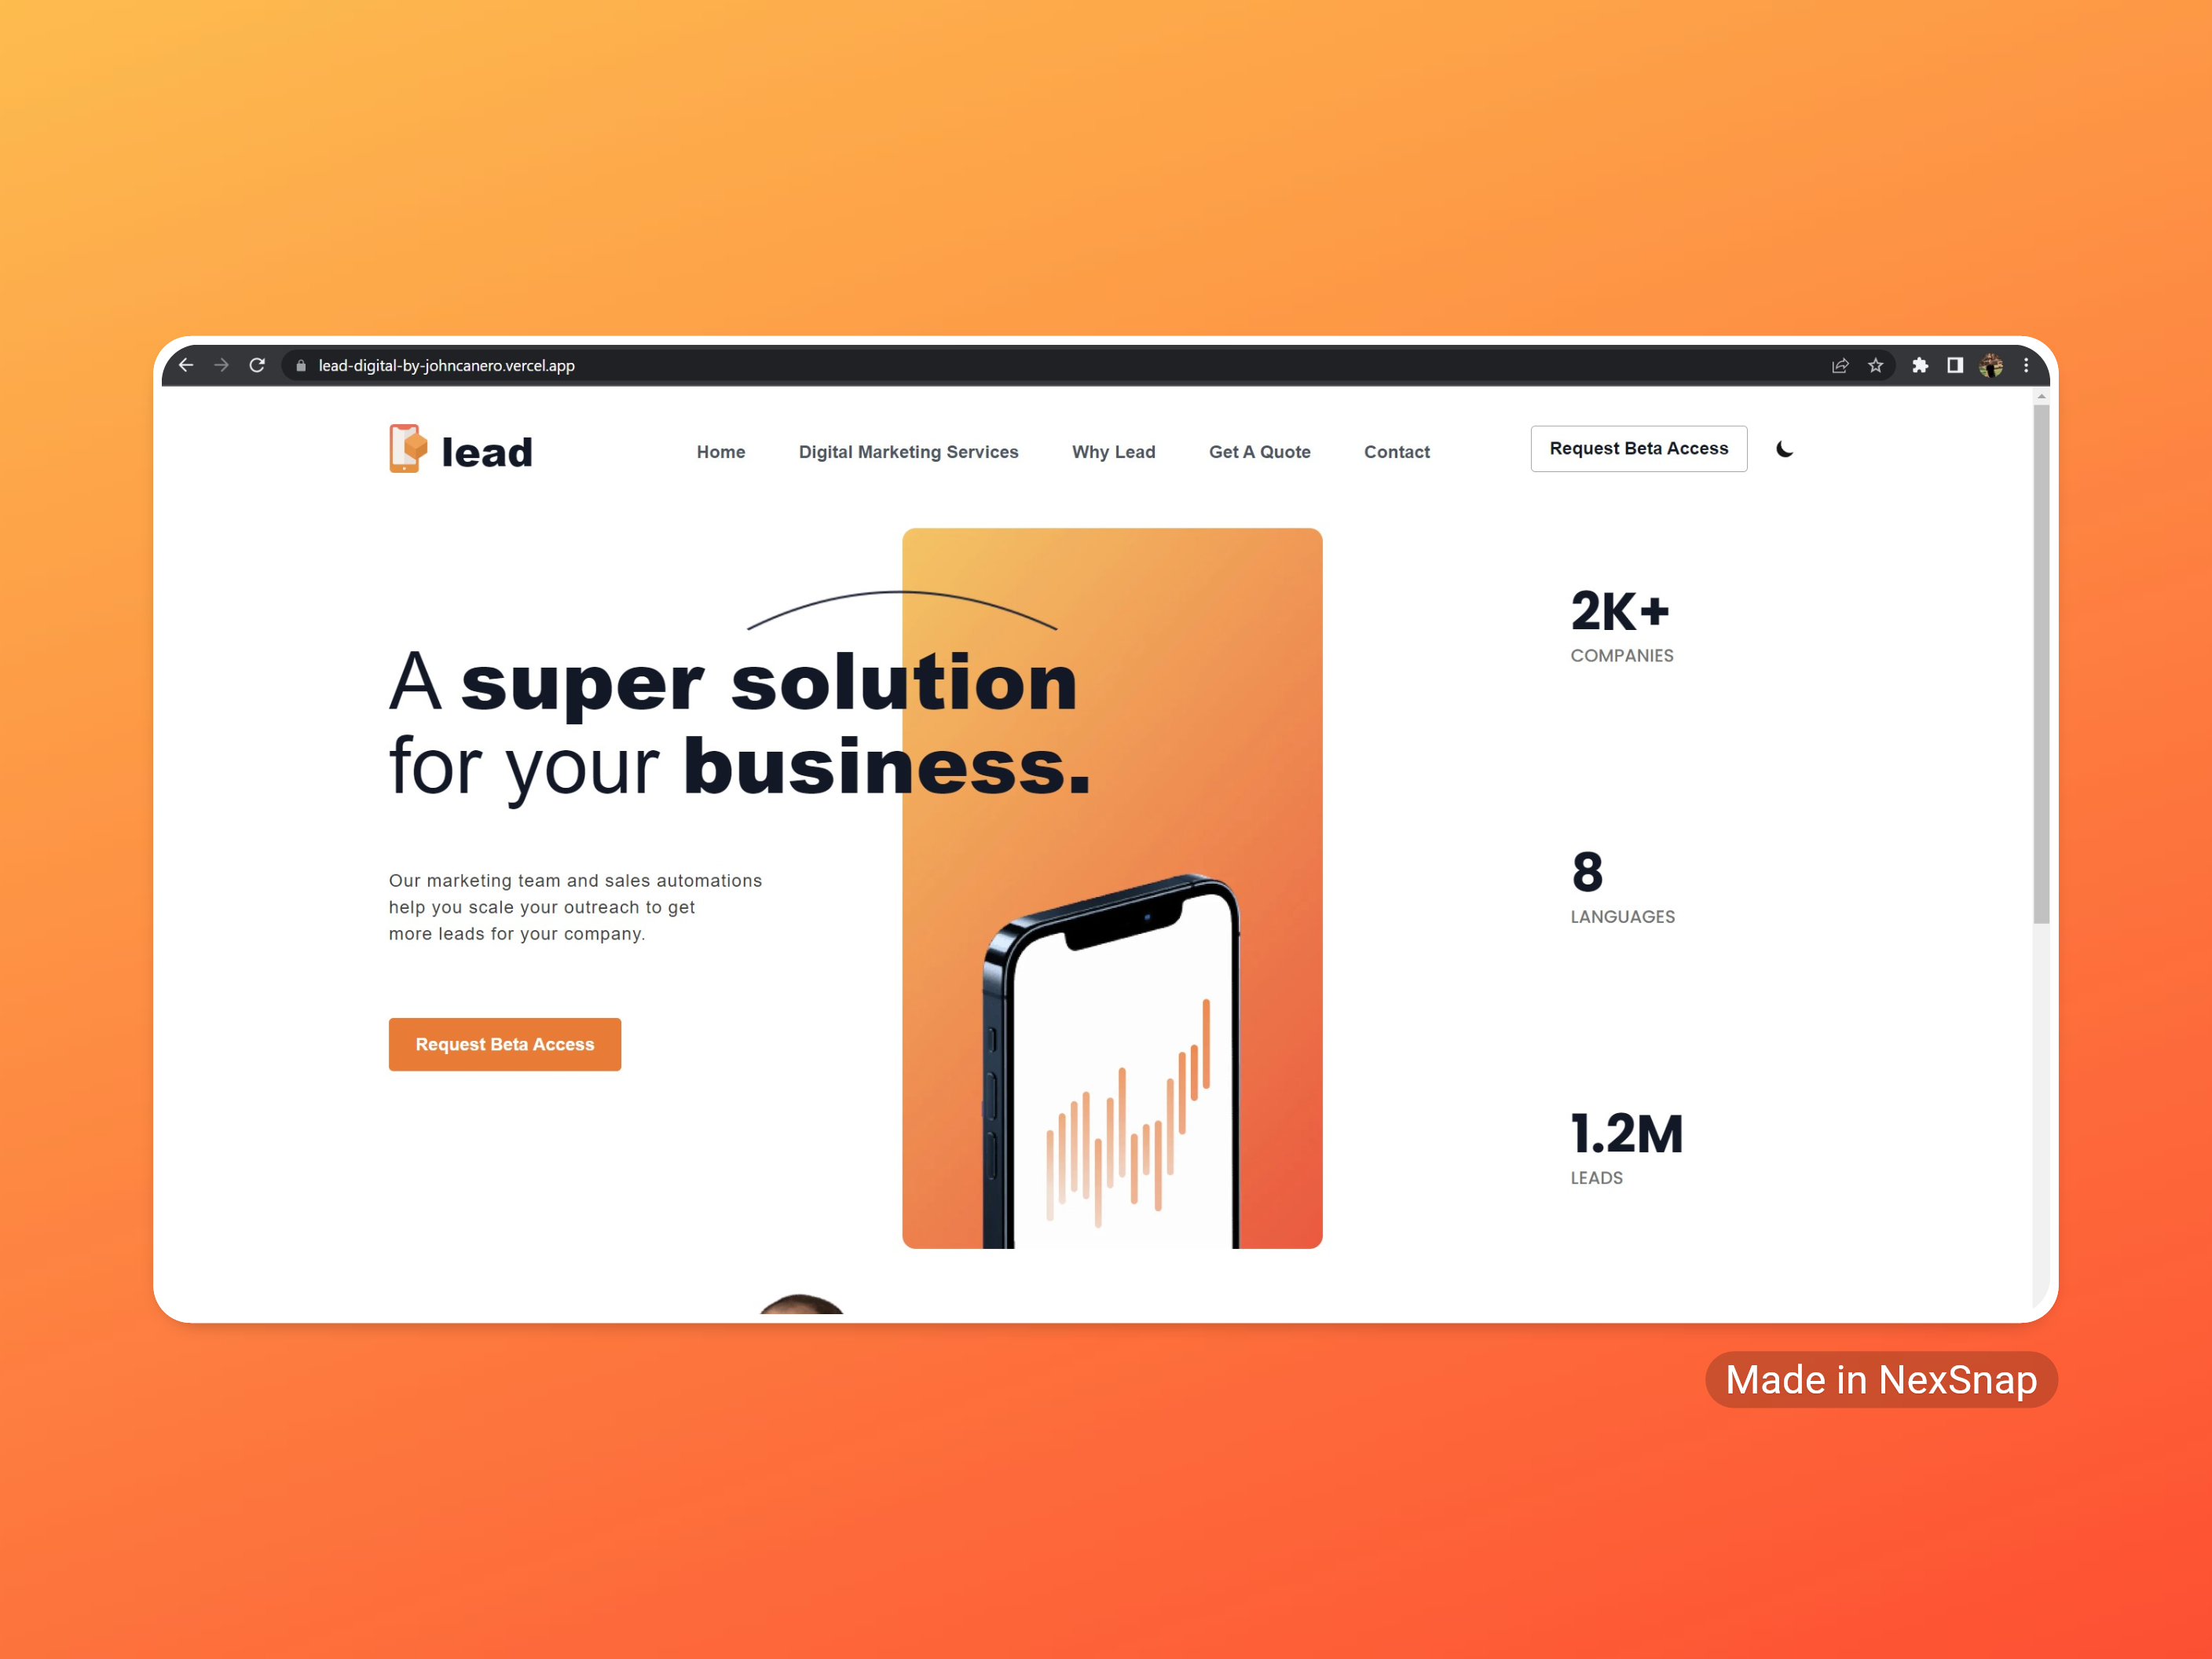 lead-digital-by-johncanero.vercel.app
lead
Home
Digital Marketing Services
Why Lead
Get A Quote
Contact
Request Beta Access
A super solution
for your business.
Our marketing team and sales automations
help you scale your outreach to get
more leads for your company.
Request Beta Access
2K+
COMPANIES
8
LANGUAGES
1.2M
LEADS
Made in NexSnap